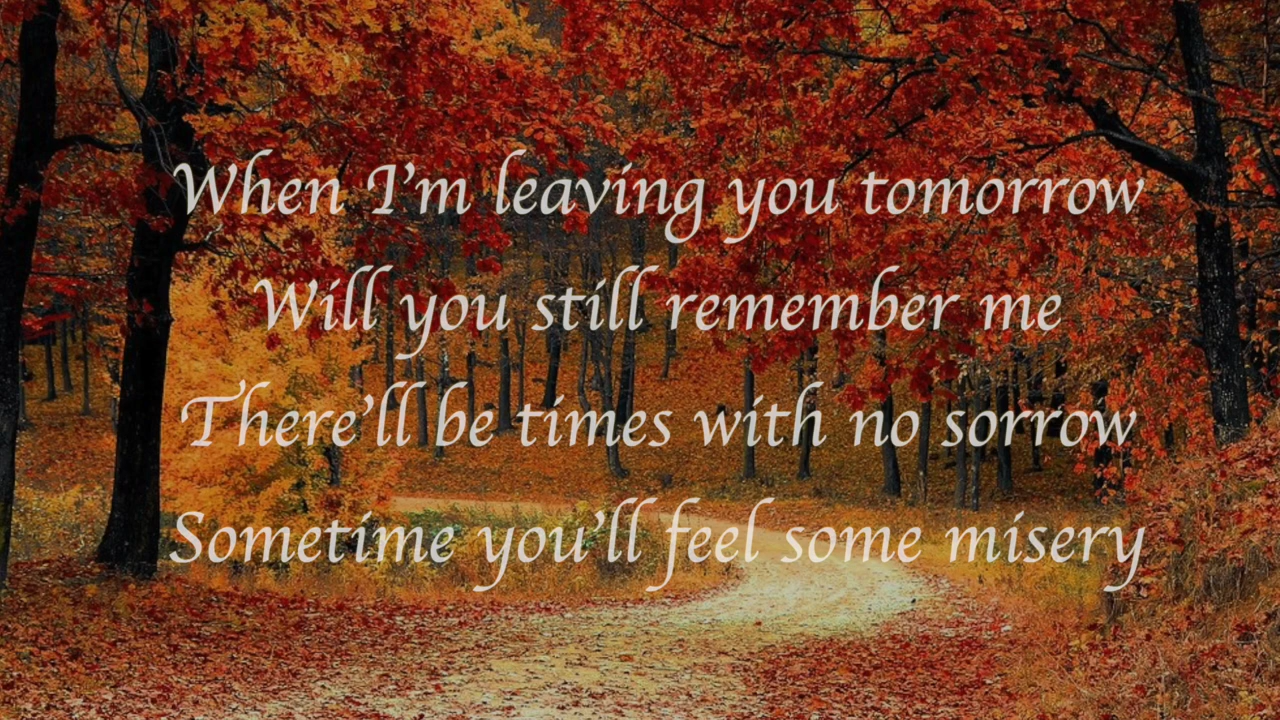 When I'm leaving you tomorrow
Will you still remember me
There'll be times with no sorrow
Sometime you'll feel some misery